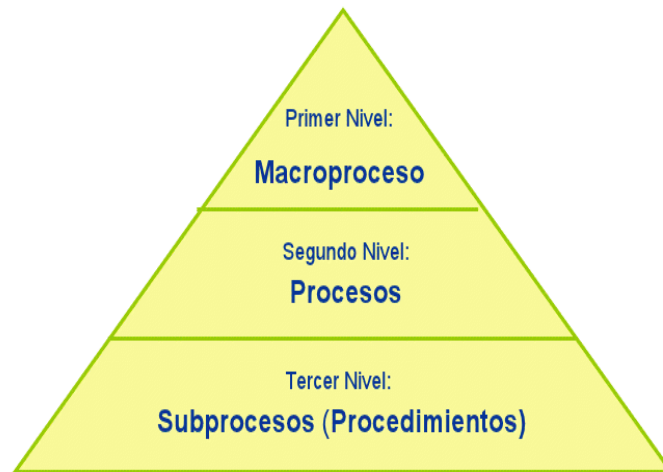 Primer Nivel:
Macroproceso
Segundo Nivel:
Procesos
Tercer Nivel:
Subprocesos (Procedimientos)